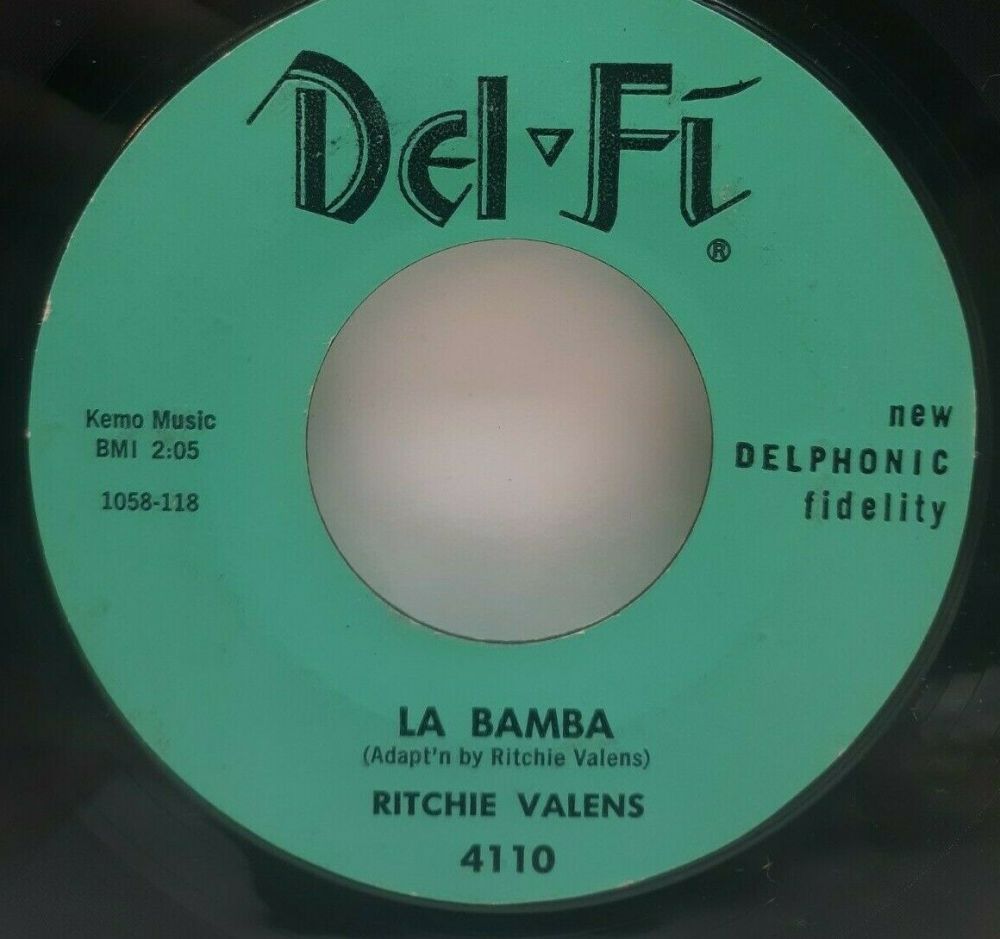 Del-Fi
®
Kemo Music
BMI 2:05
1058-118
new
DELPHONIC
fidelity
LA BAMBA
(Adapt'n by Ritchie Valens)
RITCHIE VALENS
4110